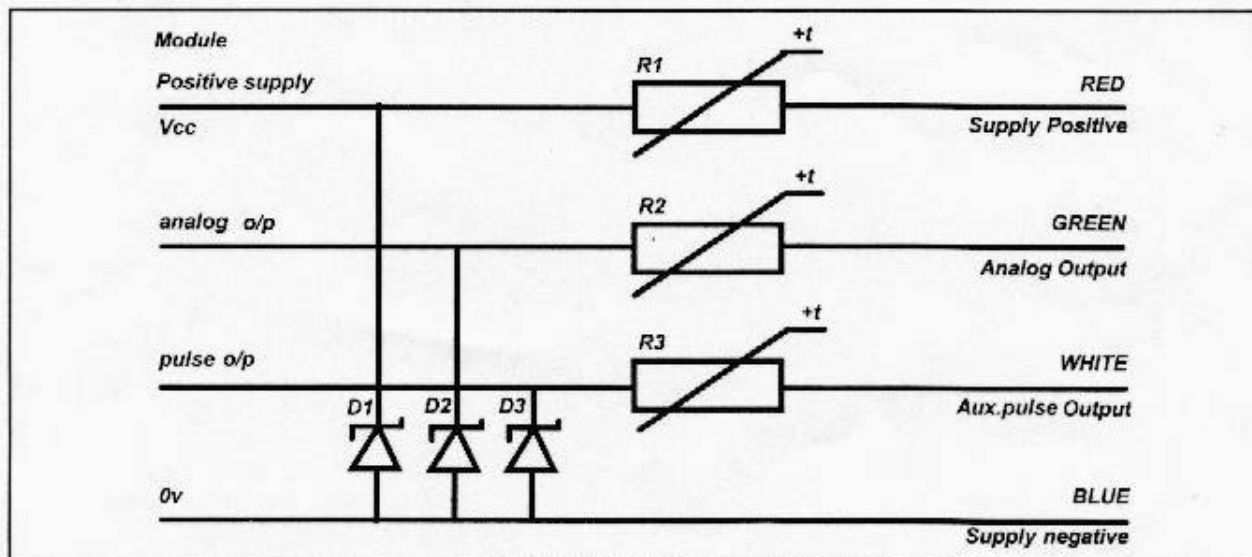 Module
+t
R1
Positive supply
RED
Vcc
Supply Positive
+t
R2
analog o/p
GREEN
Analog Output
+t
R3
pulse o/p
WHITE
D1 D2 D3
Aux.pulse Output
0v
BLUE
Supply negative